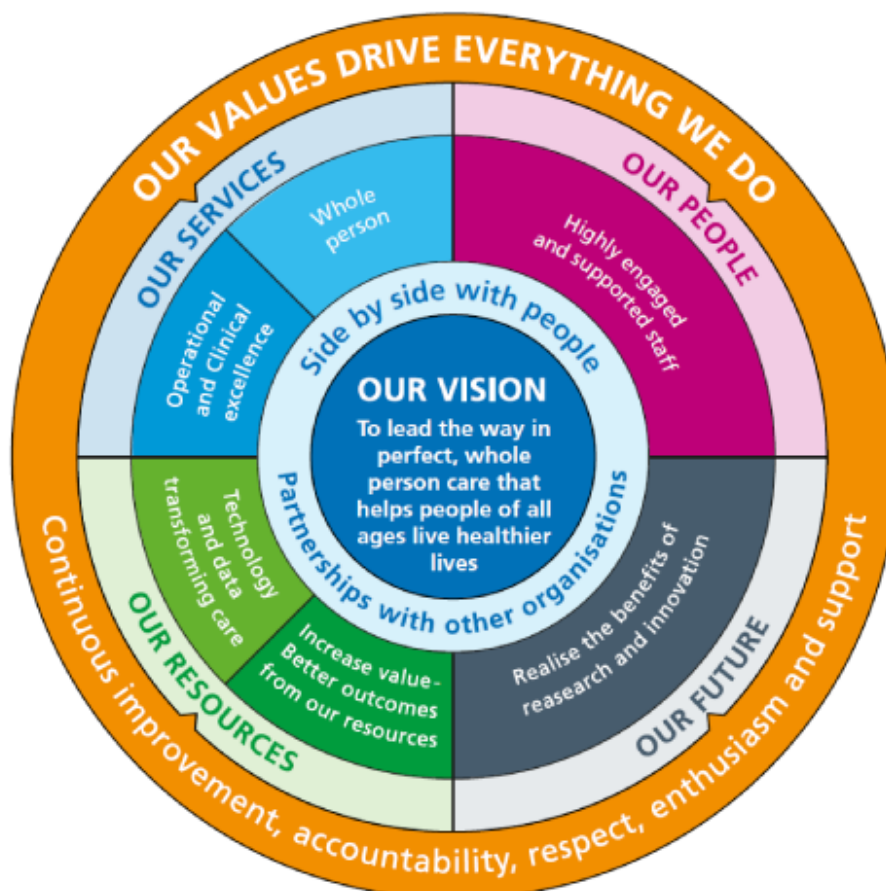 OUR VALUES DRIVE EVERYTHING WE DO
OUR SERVICES
Whole
person
Operational
and Clinical
excellence
OUR PEOPLE
Highly engaged
and supported staff
Side by side with people
OUR VISION
To lead the way in
perfect, whole
person care that
helps people of all
ages live healthier
lives
Partnerships with other organisations
Technology
and data
transforming care
OUR RESOURCES
Increase value-
Better outcomes
from our resources
Realise the benefits of
reasearch and innovation
OUR FUTURE
Continuous improvement, accountability, respect, enthusiasm and support